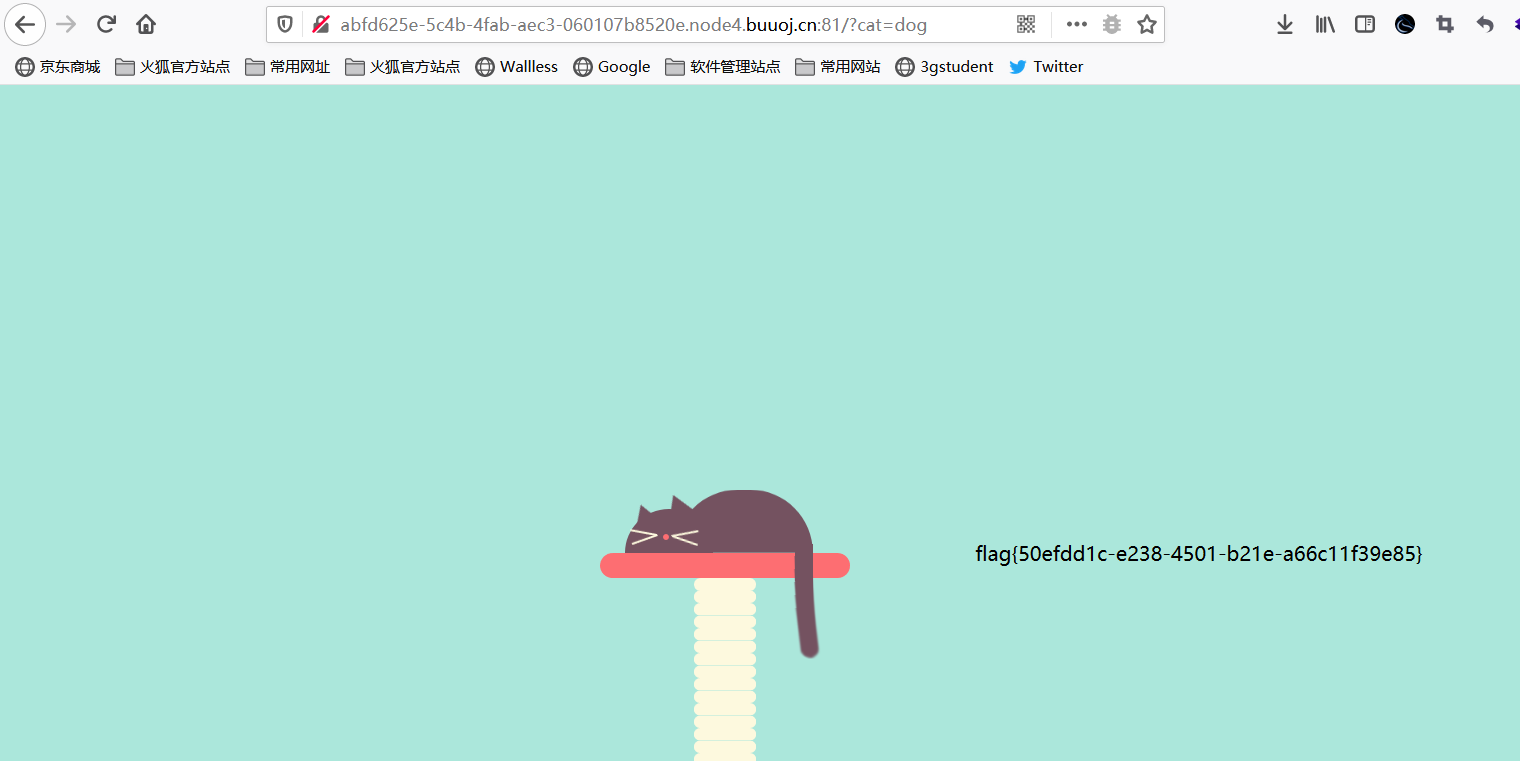 abfd625e-5c4b-4fab-aec3-060107b8520e.node4.buuoj.cn:81/?cat=dog
京东商城 火狐官方站点 常用网址 火狐官方站点 Wallless Google 软件管理站点 常用网站 3gstudent Twitter
flag{50efdd1c-e238-4501-b21e-a66c11f39e85}